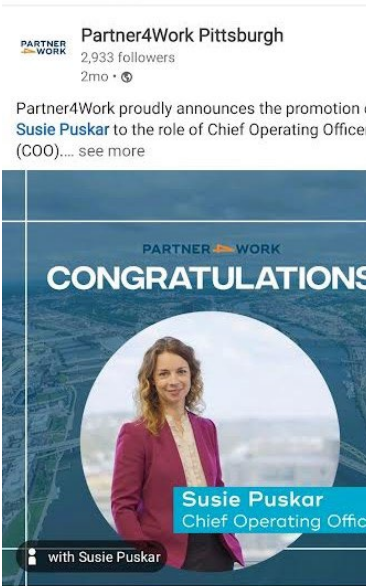 PARTNER
WORK
Partner4Work Pittsburgh
2,933 followers
2mo •
Partner4Work proudly announces the promotion
Susie Puskar to the role of Chief Operating Officer
(COO).... see more
PARTNER WORK
CONGRATULATIONS
Susie Puskar
Chief Operating Offic
with Susie Puskar